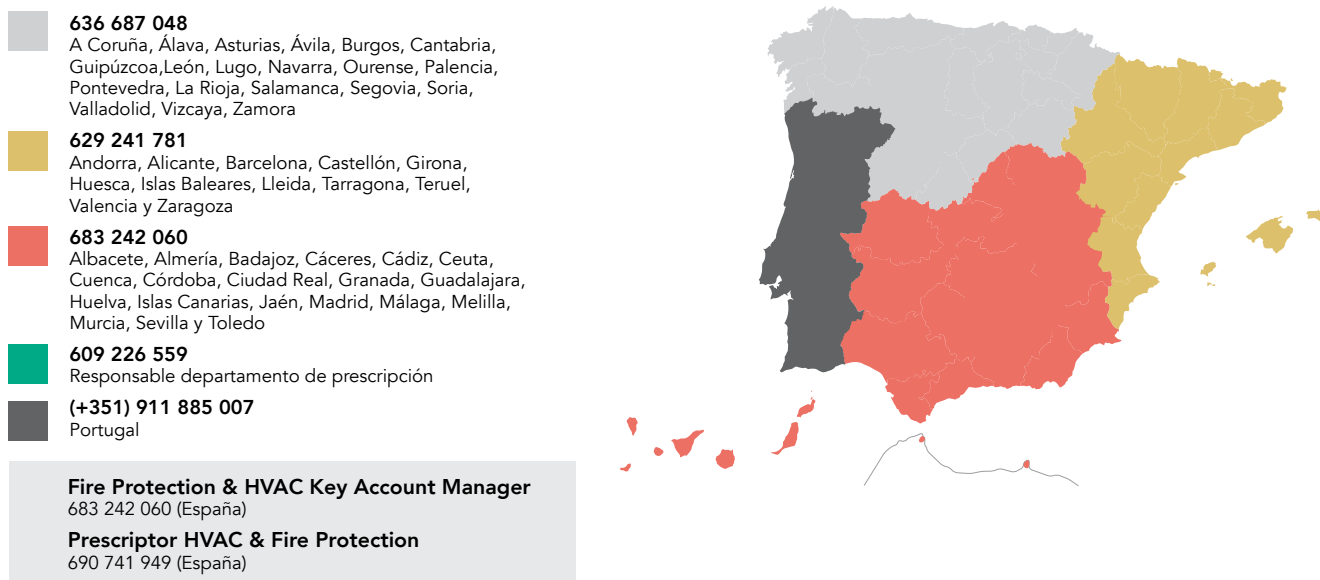 636 687 048
A Coruña, Álava, Asturias, Ávila, Burgos, Cantabria,
Guipúzcoa,León, Lugo, Navarra, Ourense, Palencia,
Pontevedra, La Rioja, Salamanca, Segovia, Soria,
Valladolid, Vizcaya, Zamora
629 241 781
Andorra, Alicante, Barcelona, Castellón, Girona,
Huesca, Islas Baleares, Lleida, Tarragona, Teruel,
Valencia y Zaragoza
683 242 060
Albacete, Almería, Badajoz, Cáceres, Cádiz, Ceuta,
Cuenca, Córdoba, Ciudad Real, Granada, Guadalajara,
Huelva, Islas Canarias, Jaén, Madrid, Málaga, Melilla,
Murcia, Sevilla y Toledo
609 226 559
Responsable departamento de prescripción
(+351) 911 885 007
Portugal
Fire Protection & HVAC Key Account Manager
683 242 060 (España)
Prescriptor HVAC & Fire Protection
690 741 949 (España)